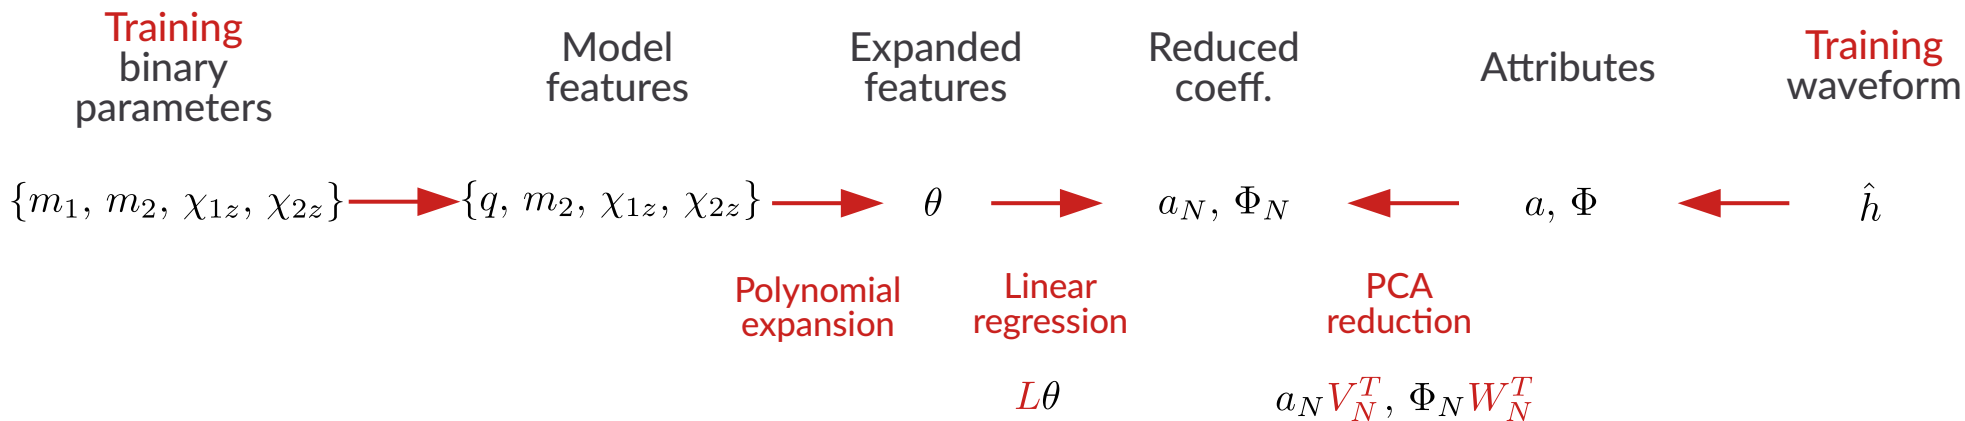 Training
binary
parameters
Model
features
Expanded
features
Reduced
coeff.
Attributes
Training
waveform
{m₁, m₂, χ₁z, χ₂z}
{q, m₂, χ₁z, χ₂z}
θ
a_N, Φ_N
a, Φ
ĥ
Polynomial
expansion
Linear
regression
PCA
reduction
Lθ
a_N V_N^T, Φ_N W_N^T